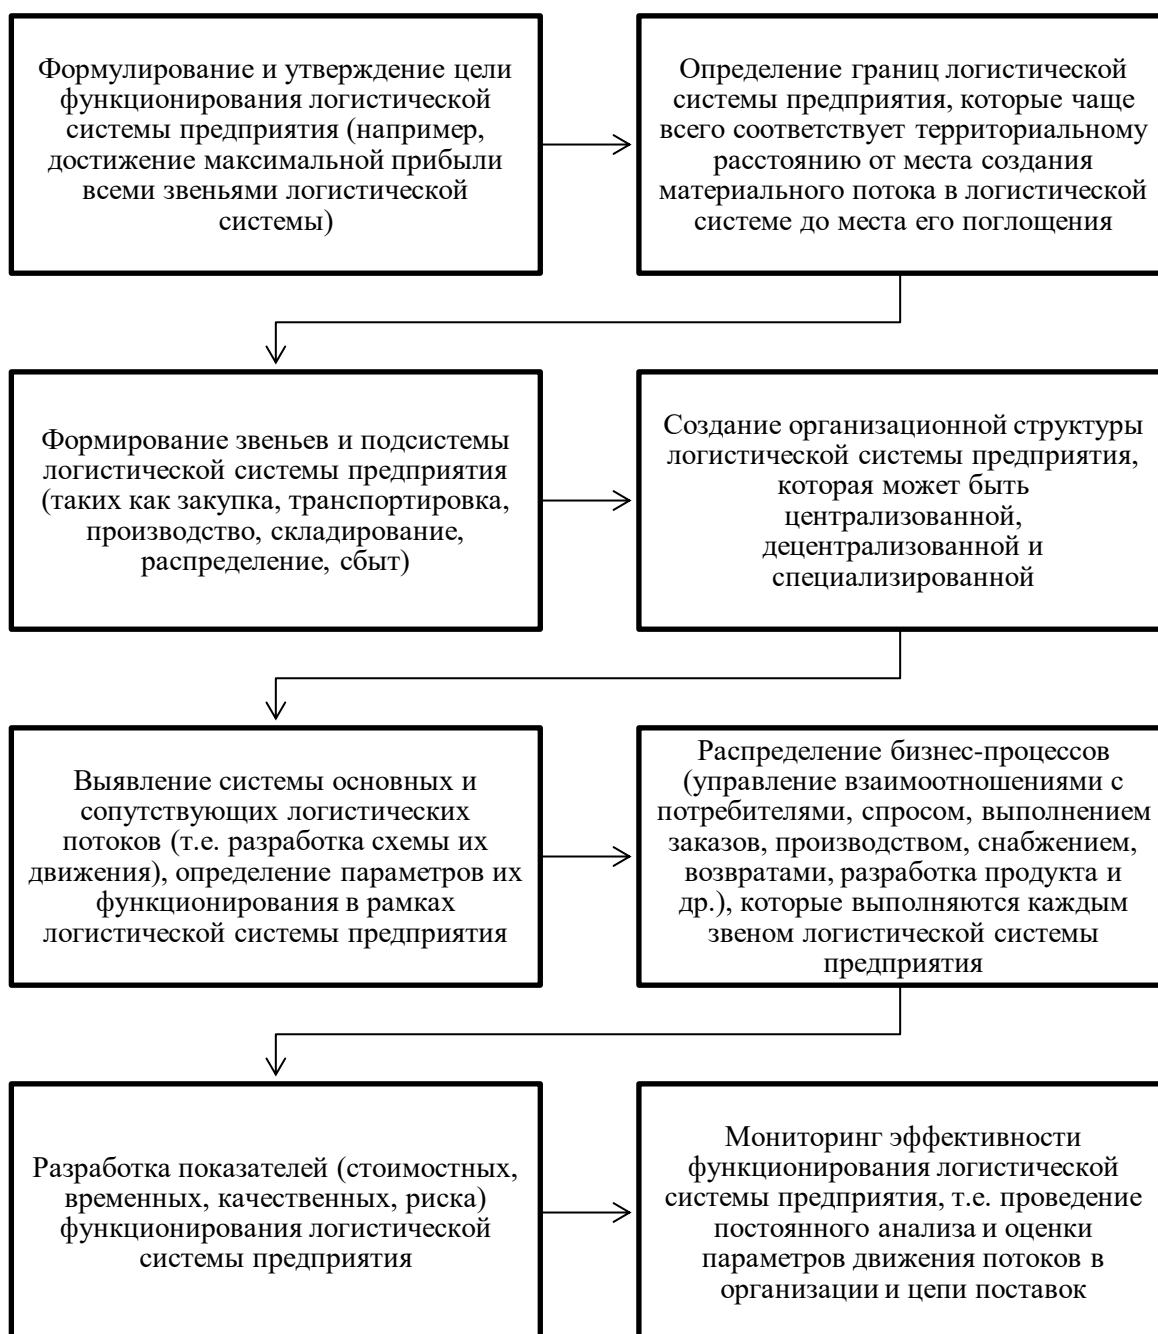 Формулирование и утверждение цели
функционирования логистической
системы предприятия (например,
достижение максимальной прибыли
всеми звеньями логистической
системы)
Определение границ логистической
системы предприятия, которые чаще
всего соответствует территориальному
расстоянию от места создания
материального потока в логистической
системе до места его поглощения
Формирование звеньев и подсистемы
логистической системы предприятия
(таких как закупка, транспортировка,
производство, складирование,
распределение, сбыт)
Создание организационной структуры
логистической системы предприятия,
которая может быть
централизованной,
децентрализованной и
специализированной
Выявление системы основных и
сопутствующих логистических
потоков (т.е. разработка схемы их
движения), определение параметров их
функционирования в рамках
логистической системы предприятия
Распределение бизнес-процессов
(управление взаимоотношениями с
потребителями, спросом, выполнением
заказов, производством, снабжением,
возвратами, разработка продукта и
др.), которые выполняются каждым
звеном логистической системы
предприятия
Разработка показателей (стоимостных,
временных, качественных, риска)
функционирования логистической
системы предприятия
Мониторинг эффективности
функционирования логистической
системы предприятия, т.е. проведение
постоянного анализа и оценки
параметров движения потоков в
организации и цепи поставок